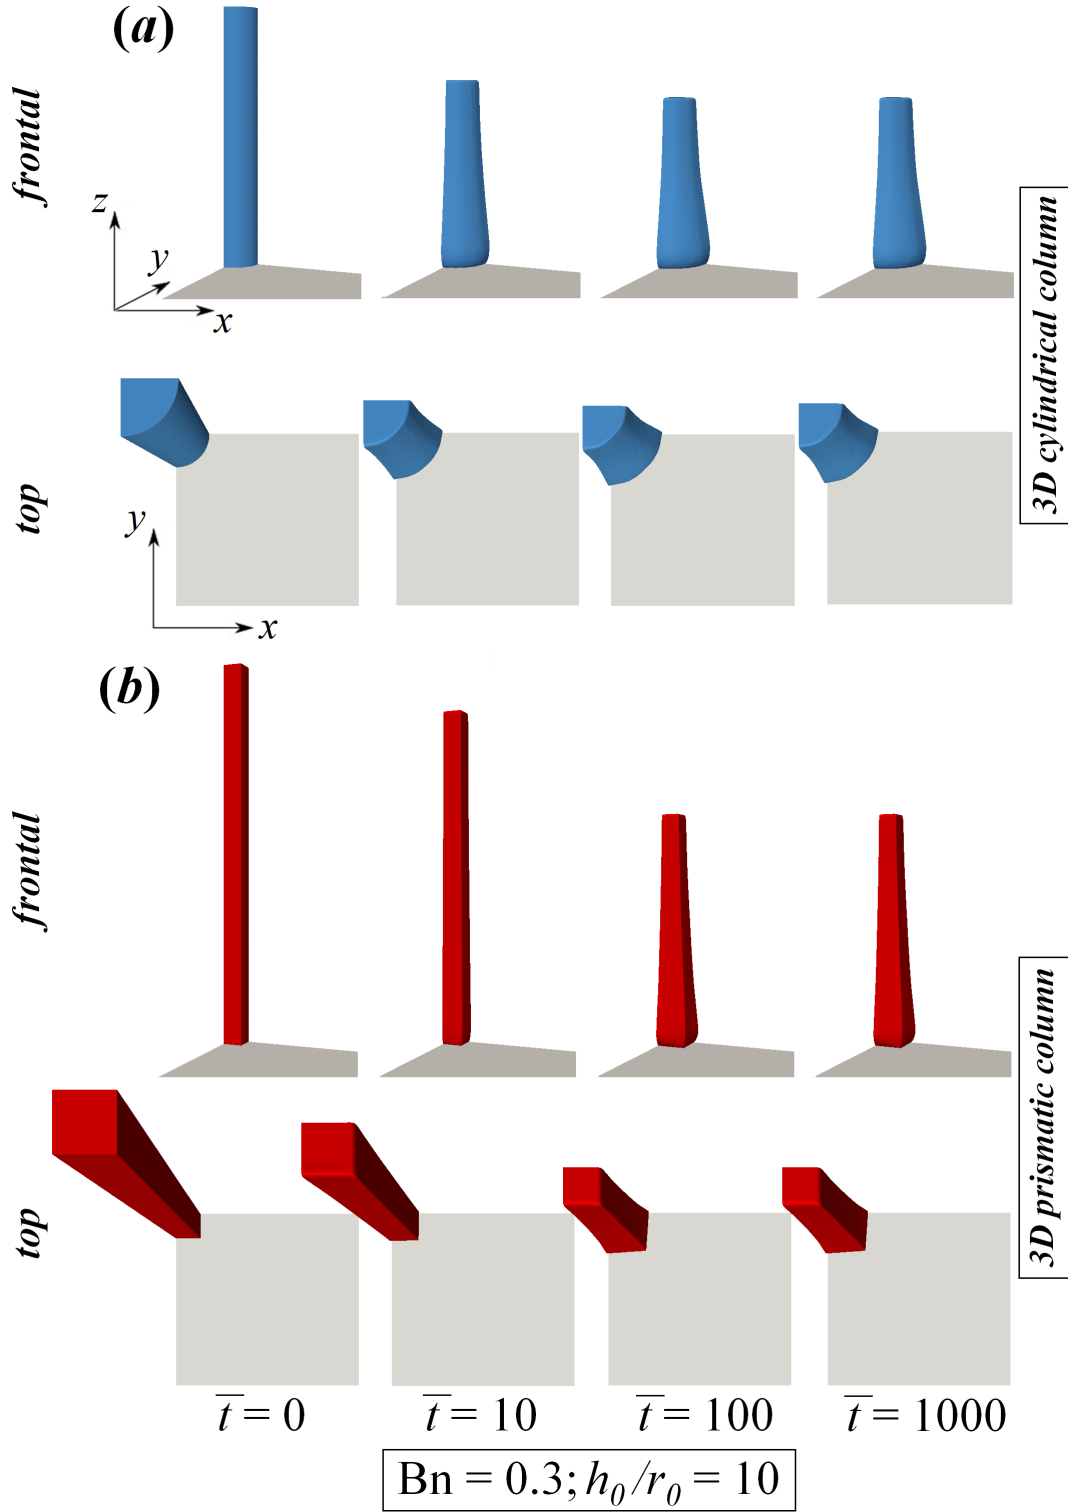 (a)
frontal
z
y
x
3D cylindrical column
top
y
x
(b)
frontal
3D prismatic column
top
t̅ = 0
t̅ = 10
t̅ = 100
t̅ = 1000
Bn = 0.3; h₀/r₀ = 10